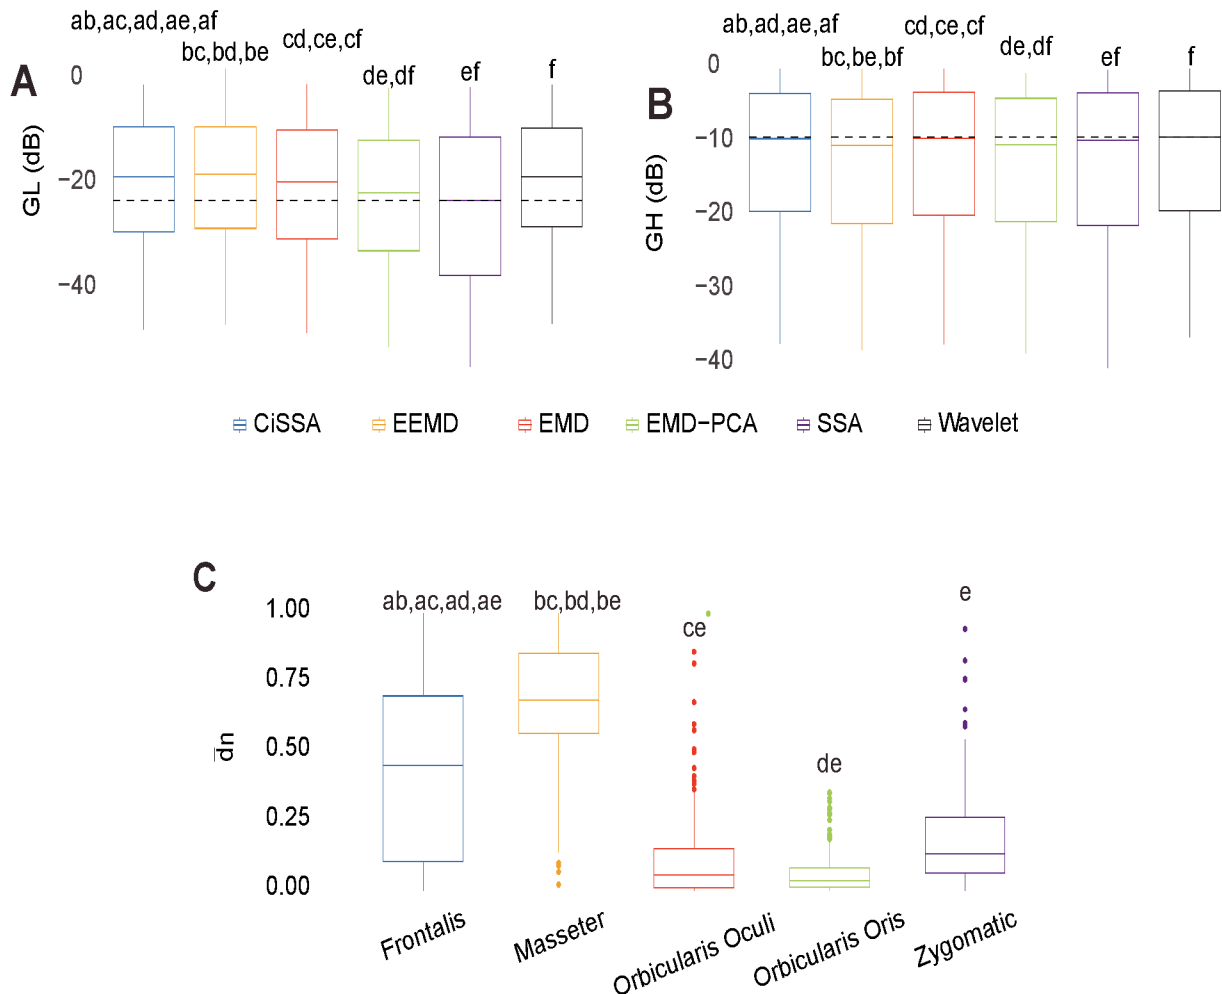 A
ab,ac,ad,ae,af
bc,bd,be
cd,ce,cf
de,df
ef
f
0
−20
−40
GL (dB)
B
ab,ad,ae,af
bc,be,bf
cd,ce,cf
de,df
ef
f
0
−10
−20
−30
−40
GH (dB)
CiSSA EEMD EMD EMD−PCA SSA Wavelet
C
ab,ac,ad,ae
bc,bd,be
ce
de
e
1.00
0.75
0.50
0.25
0.00
dn
Frontalis
Masseter
Orbicularis Oculi
Orbicularis Oris
Zygomatic